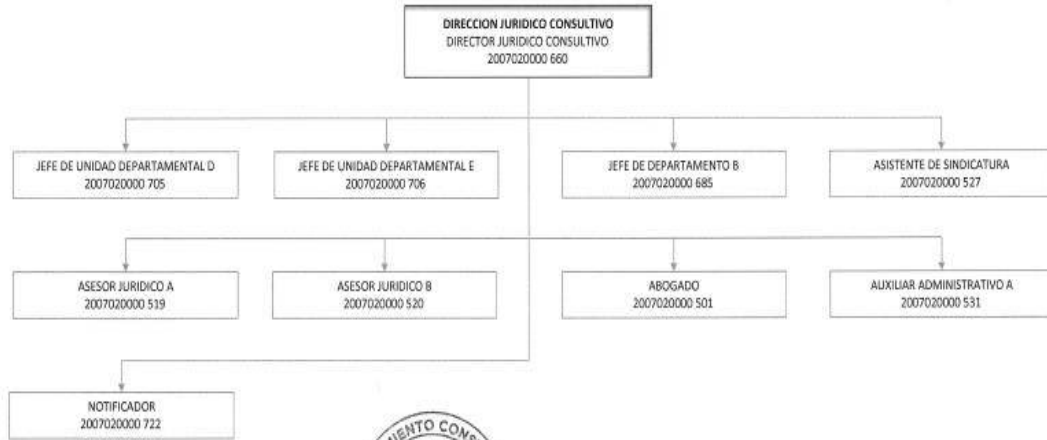 DIRECCION JURIDICO CONSULTIVO
DIRECTOR JURIDICO CONSULTIVO
2007020000 660
JEFE DE UNIDAD DEPARTAMENTAL D
2007020000 705
JEFE DE UNIDAD DEPARTAMENTAL E
2007020000 706
JEFE DE DEPARTAMENTO B
2007020000 685
ASISTENTE DE SINDICATURA
2007020000 527
ASESOR JURIDICO A
2007020000 519
ASESOR JURIDICO B
2007020000 520
ABOGADO
2007020000 501
AUXILIAR ADMINISTRATIVO A
2007020000 531
NOTIFICADOR
2007020000 722